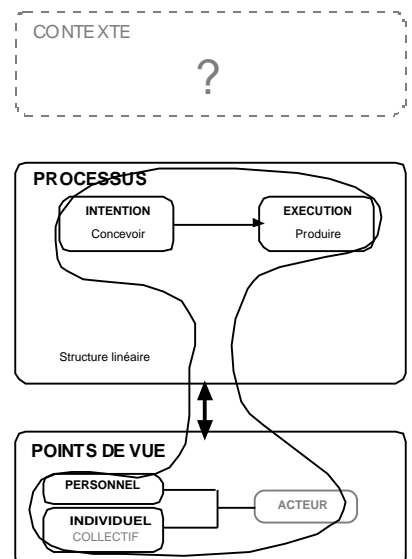 CONTEXTE
?
PROCESSUS
INTENTION
Concevoir
EXECUTION
Produire
Structure linéaire
POINTS DE VUE
PERSONNEL
ACTEUR
INDIVIDUEL
COLLECTIF